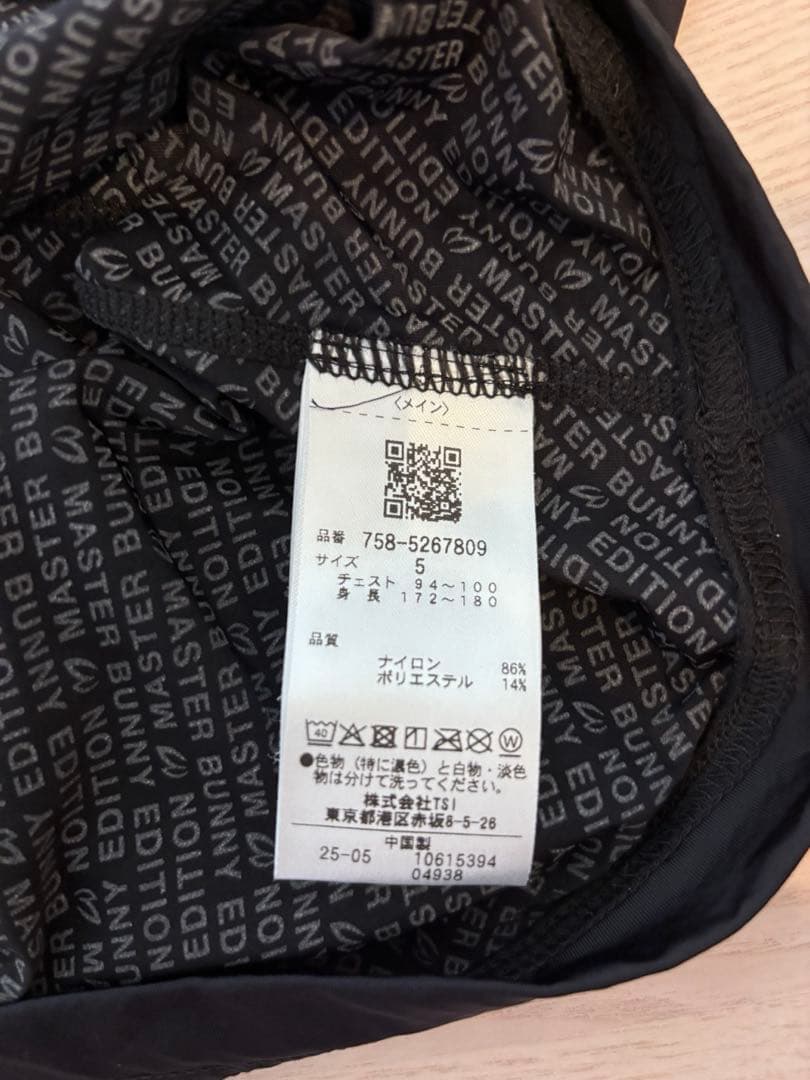 MASTER BUNNY EDITION
〈メイン〉
品番 758-5267809
サイズ 5
チェスト 94～100
身 長 172～180
品質
ナイロン 86%
ポリエステル 14%
40
W
●色物（特に濃色）と白物・淡色
物は分けて洗ってください。
株式会社TSI
東京都港区赤坂8-5-26
中国製
25-05 10615394
04938